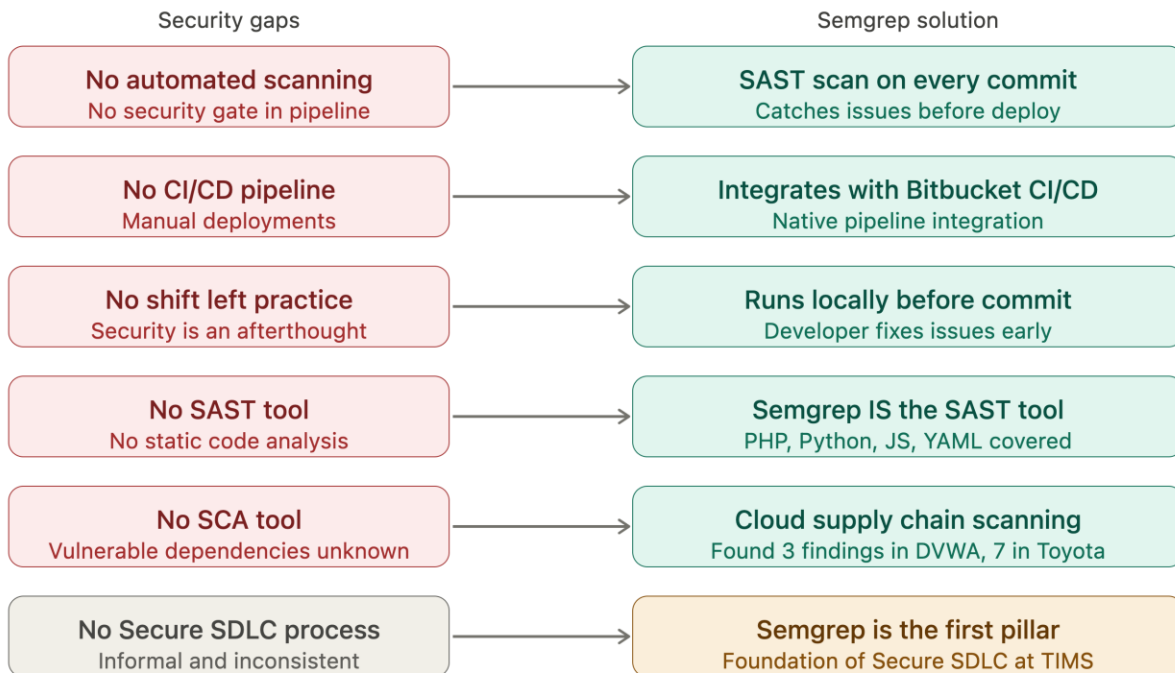 Security gaps
Semgrep solution
No automated scanning
No security gate in pipeline
SAST scan on every commit
Catches issues before deploy
No CI/CD pipeline
Manual deployments
Integrates with Bitbucket CI/CD
Native pipeline integration
No shift left practice
Security is an afterthought
Runs locally before commit
Developer fixes issues early
No SAST tool
No static code analysis
Semgrep IS the SAST tool
PHP, Python, JS, YAML covered
No SCA tool
Vulnerable dependencies unknown
Cloud supply chain scanning
Found 3 findings in DVWA, 7 in Toyota
No Secure SDLC process
Informal and inconsistent
Semgrep is the first pillar
Foundation of Secure SDLC at TIMS